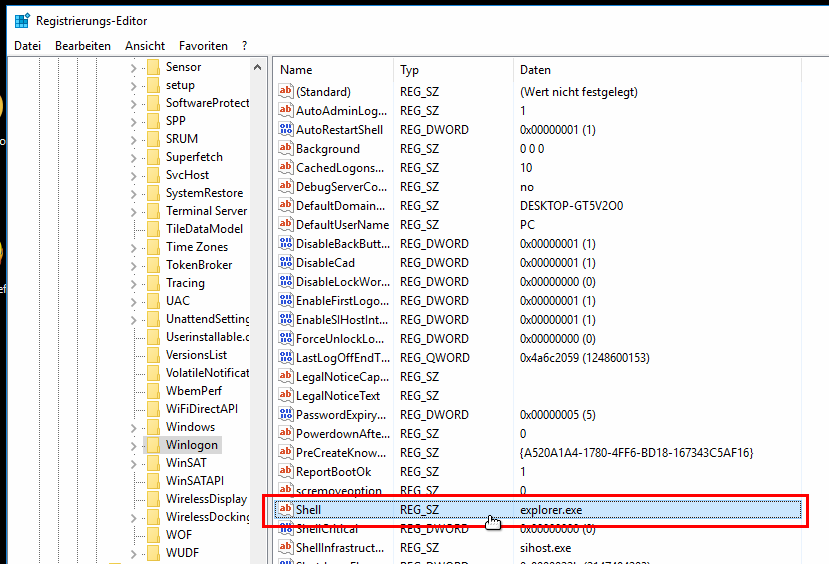 Registrierungs-Editor
Datei Bearbeiten Ansicht Favoriten ?
Sensor
setup
SoftwareProtect
SPP
SRUM
Superfetch
SvcHost
SystemRestore
Terminal Server
TileDataModel
Time Zones
TokenBroker
Tracing
UAC
UnattendSetting
Userinstallable.c
VersionsList
VolatileNotificat
WbemPerf
WiFiDirectAPI
Windows
Winlogon
WinSAT
WinSATAPI
WirelessDisplay
WirelessDocking
WOF
WUDF
Name Typ Daten
(Standard) REG_SZ (Wert nicht festgelegt)
AutoAdminLog... REG_SZ 1
AutoRestartShell REG_DWORD 0x00000001 (1)
Background REG_SZ 0 0 0
CachedLogons... REG_SZ 10
DebugServerCo... REG_SZ no
DefaultDomain... REG_SZ DESKTOP-GT5V2O0
DefaultUserName REG_SZ PC
DisableBackButt... REG_DWORD 0x00000001 (1)
DisableCad REG_DWORD 0x00000001 (1)
DisableLockWor... REG_DWORD 0x00000000 (0)
EnableFirstLogo... REG_DWORD 0x00000001 (1)
EnableSIHostInt... REG_DWORD 0x00000001 (1)
ForceUnlockLo... REG_DWORD 0x00000000 (0)
LastLogOffEndT... REG_QWORD 0x4a6c2059 (1248600153)
LegalNoticeCap... REG_SZ
LegalNoticeText REG_SZ
PasswordExpiry... REG_DWORD 0x00000005 (5)
PowerdownAfte... REG_SZ 0
PreCreateKnow... REG_SZ {A520A1A4-1780-4FF6-BD18-167343C5AF16}
ReportBootOk REG_SZ 1
scremoveoption REG_SZ 0
Shell REG_SZ explorer.exe
ShellCritical REG_DWORD 0x00000000 (0)
ShellInfrastruct... REG_SZ sihost.exe